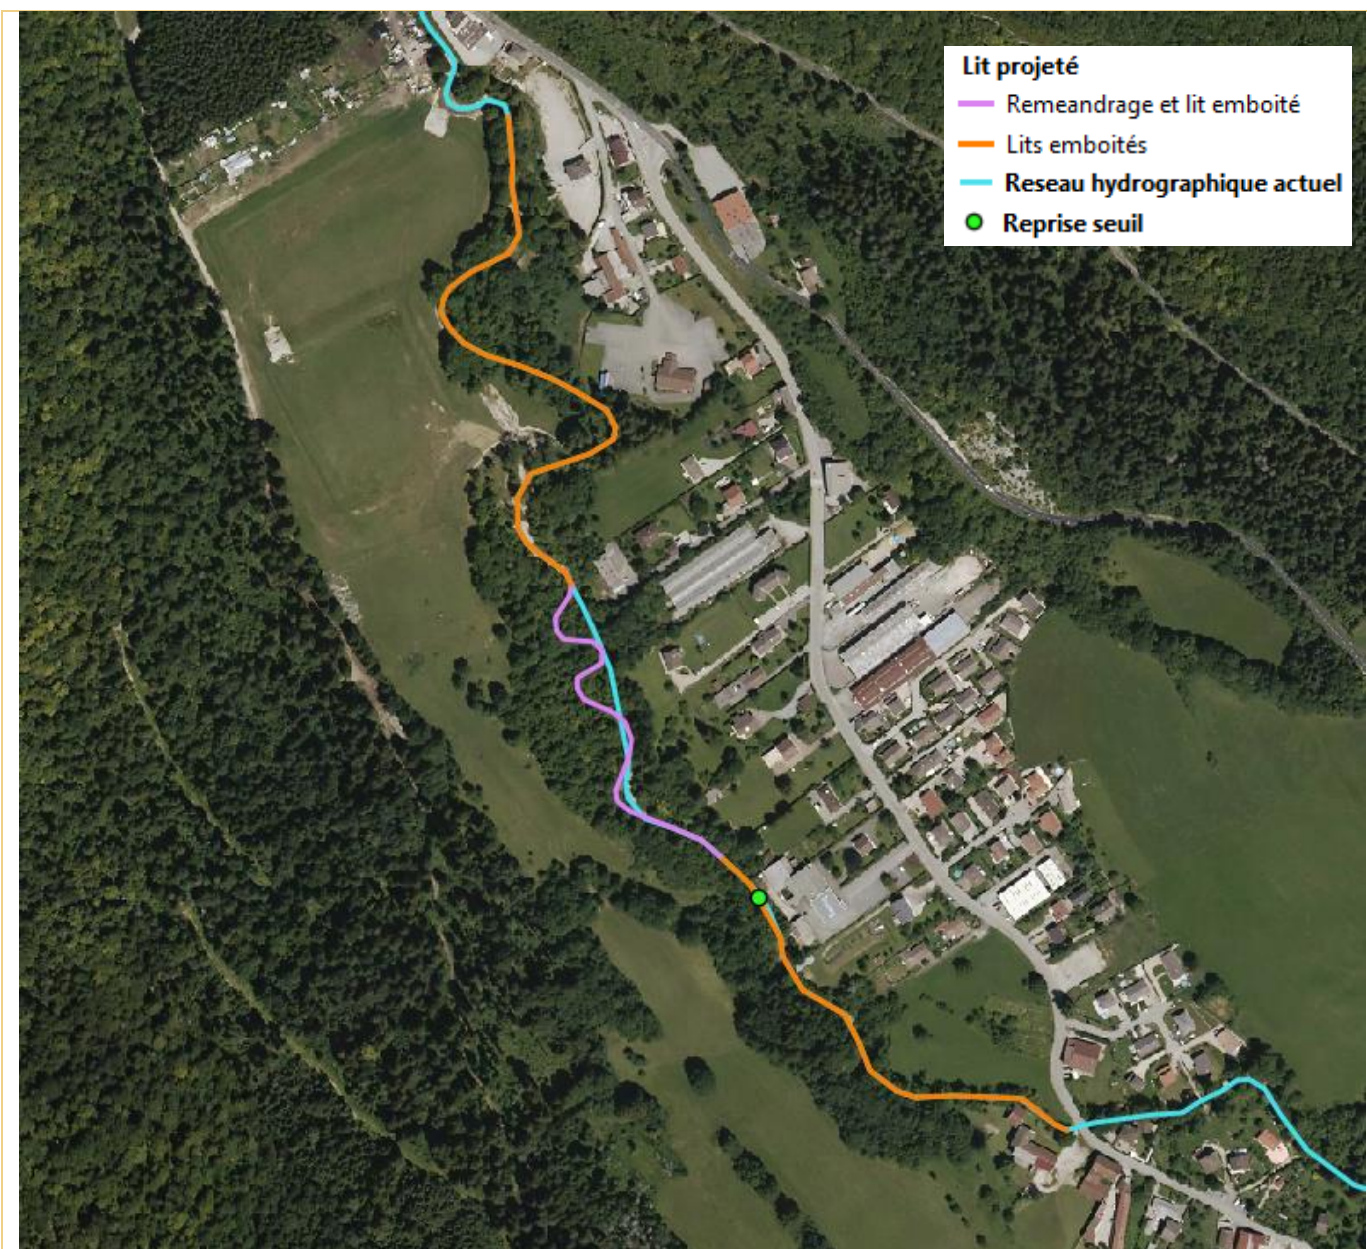 Lit projeté
Remeandrage et lit emboité
Lits emboités
Reseau hydrographique actuel
Reprise seuil